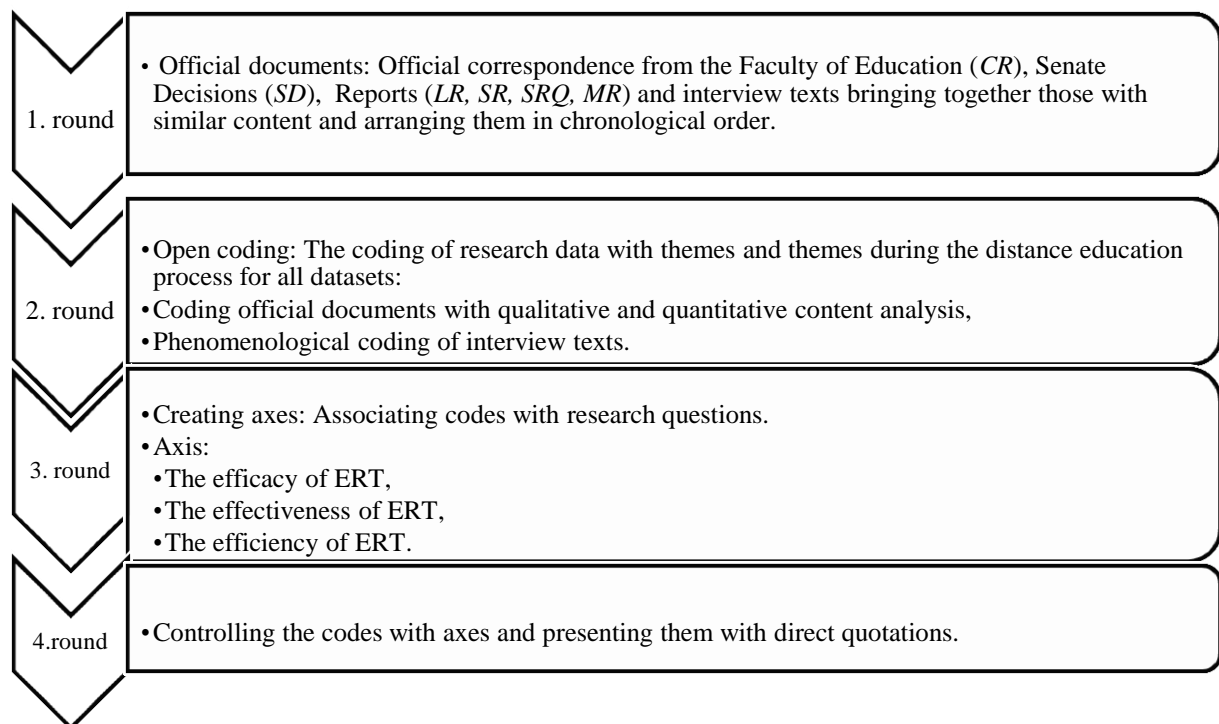 1. round
• Official documents: Official correspondence from the Faculty of Education (CR), Senate
Decisions (SD), Reports (LR, SR, SRQ, MR) and interview texts bringing together those with
similar content and arranging them in chronological order.
2. round
•Open coding: The coding of research data with themes and themes during the distance education
process for all datasets:
•Coding official documents with qualitative and quantitative content analysis,
•Phenomenological coding of interview texts.
3. round
•Creating axes: Associating codes with research questions.
•Axis:
•The efficacy of ERT,
•The effectiveness of ERT,
•The efficiency of ERT.
4.round
•Controlling the codes with axes and presenting them with direct quotations.